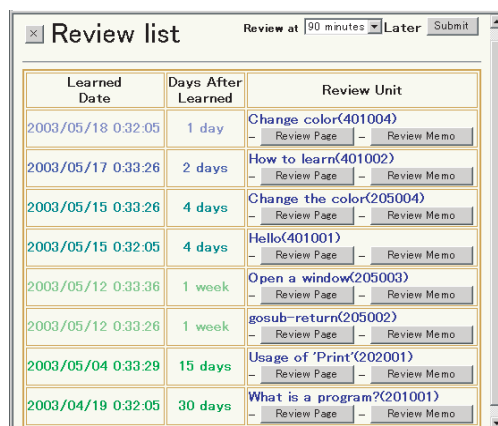 Review list
Review at 90 minutes Later Submit
Learned Date
Days After Learned
Review Unit
2003/05/18 0:32:05
1 day
Change color(401004)
- Review Page - Review Memo
2003/05/17 0:33:26
2 days
How to learn(401002)
- Review Page - Review Memo
2003/05/15 0:33:26
4 days
Change the color(205004)
- Review Page - Review Memo
2003/05/15 0:32:05
4 days
Hello(401001)
- Review Page - Review Memo
2003/05/12 0:33:36
1 week
Open a window(205003)
- Review Page - Review Memo
2003/05/12 0:33:26
1 week
gosub-return(205002)
- Review Page - Review Memo
2003/05/04 0:33:29
15 days
Usage of 'Print'(202001)
- Review Page - Review Memo
2003/04/19 0:32:05
30 days
What is a program?(201001)
- Review Page - Review Memo